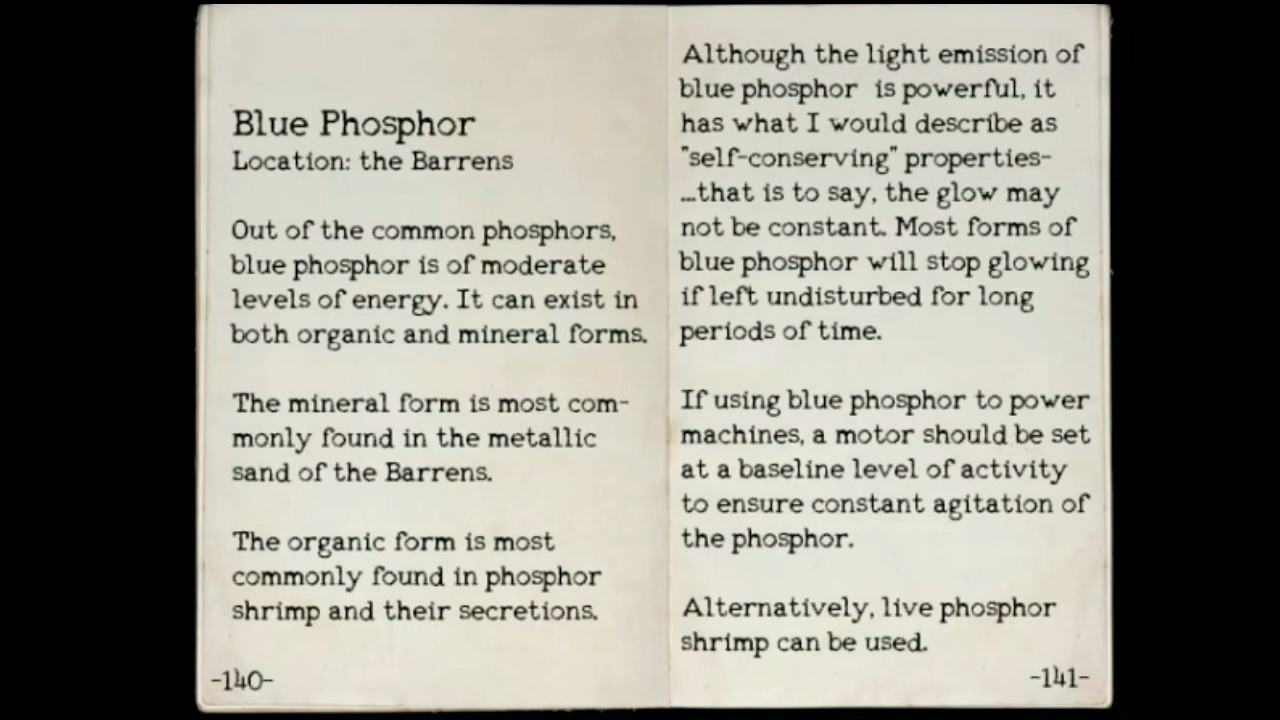 Blue Phosphor
Location: the Barrens
Out of the common phosphors,
blue phosphor is of moderate
levels of energy. It can exist in
both organic and mineral forms.
The mineral form is most com-
monly found in the metallic
sand of the Barrens.
The organic form is most
commonly found in phosphor
shrimp and their secretions.
-140-
Although the light emission of
blue phosphor is powerful, it
has what I would describe as
"self-conserving" properties-
...that is to say, the glow may
not be constant. Most forms of
blue phosphor will stop glowing
if left undisturbed for long
periods of time.
If using blue phosphor to power
machines, a motor should be set
at a baseline level of activity
to ensure constant agitation of
the phosphor.
Alternatively, live phosphor
shrimp can be used.
-141-